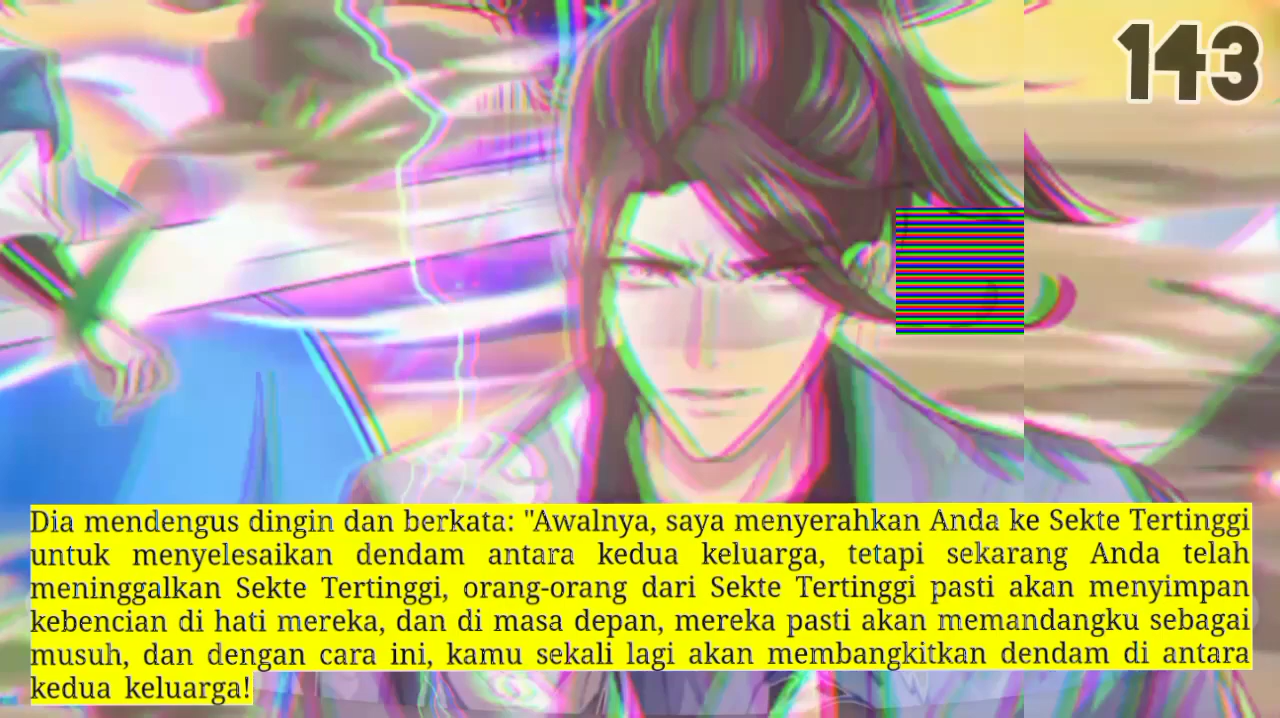 143
Dia mendengus dingin dan berkata: "Awalnya, saya menyerahkan Anda ke Sekte Tertinggi
untuk menyelesaikan dendam antara kedua keluarga, tetapi sekarang Anda telah
meninggalkan Sekte Tertinggi, orang-orang dari Sekte Tertinggi pasti akan menyimpan
kebencian di hati mereka, dan di masa depan, mereka pasti akan memandangku sebagai
musuh, dan dengan cara ini, kamu sekali lagi akan membangkitkan dendam di antara
kedua keluarga!